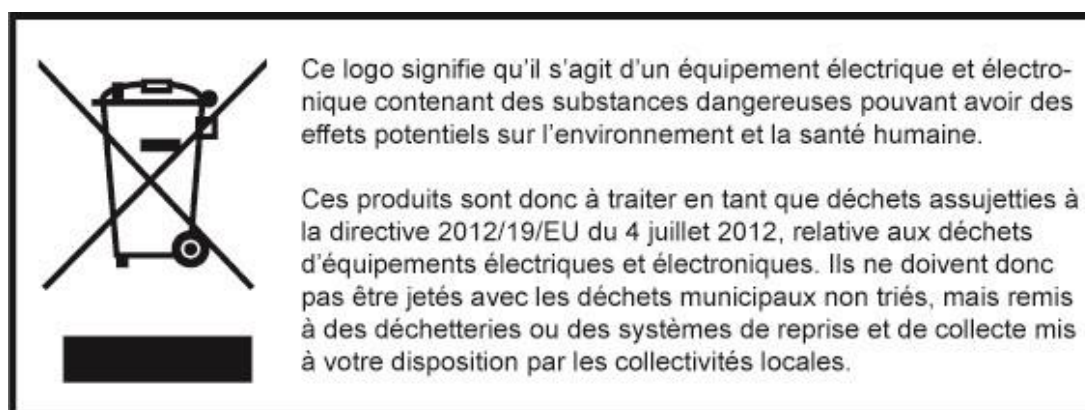 Ce logo signifie qu'il s'agit d'un équipement électrique et électro-
nique contenant des substances dangereuses pouvant avoir des
effets potentiels sur l'environnement et la santé humaine.
Ces produits sont donc à traiter en tant que déchets assujetties à
la directive 2012/19/EU du 4 juillet 2012, relative aux déchets
d'équipements électriques et électroniques. Ils ne doivent donc
pas être jetés avec les déchets municipaux non triés, mais remis
à des déchetteries ou des systèmes de reprise et de collecte mis
à votre disposition par les collectivités locales.